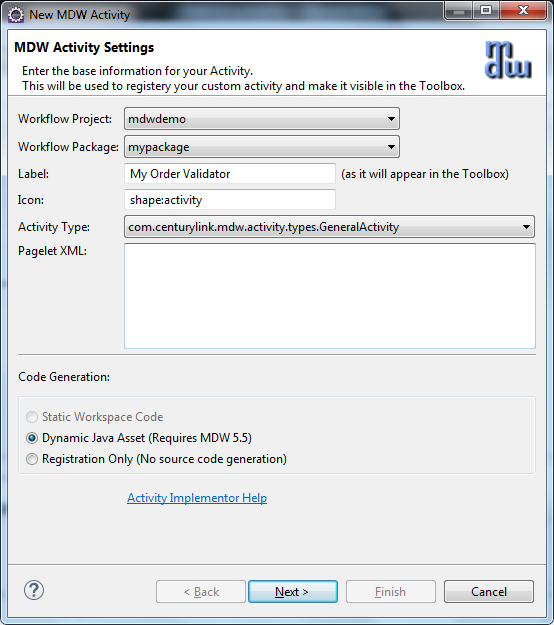 New MDW Activity
MDW Activity Settings
Enter the base information for your Activity.
This will be used to registery your custom activity and make it visible in the Toolbox.
mdw
Workflow Project: mdwdemo
Workflow Package: mypackage
Label: My Order Validator (as it will appear in the Toolbox)
Icon: shape:activity
Activity Type: com.centurylink.mdw.activity.types.GeneralActivity
Pagelet XML:
Code Generation:
Static Workspace Code
Dynamic Java Asset (Requires MDW 5.5)
Registration Only (No source code generation)
Activity Implementor Help
? < Back Next > Finish Cancel